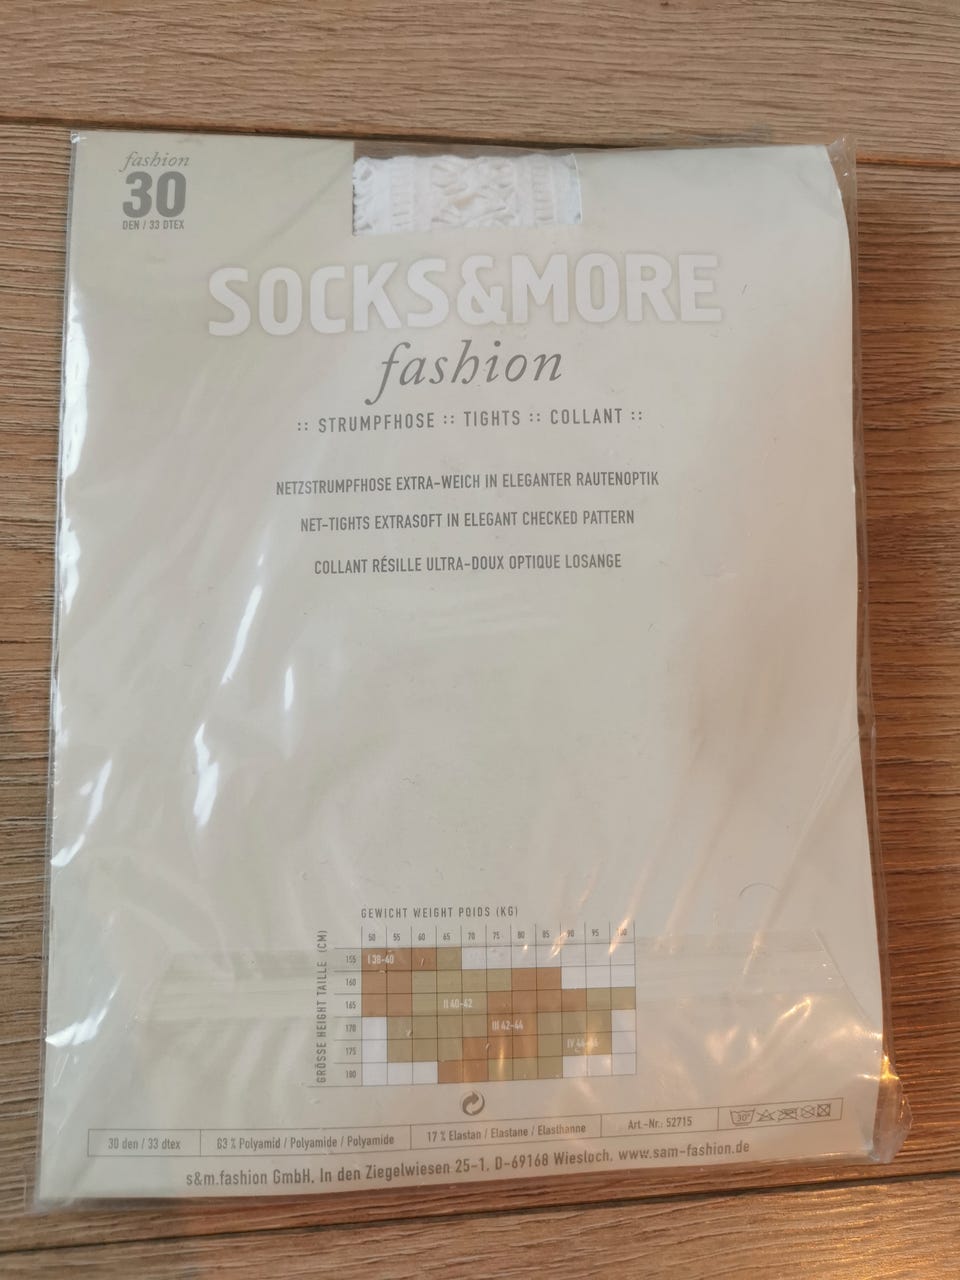 fashion
30
DEN / 33 DTEX
SOCKS&MORE
fashion
:: STRUMPFHOSE :: TIGHTS :: COLLANT ::
NETZSTRUMPFHOSE EXTRA-WEICH IN ELEGANTER RAUTENOPTIK
NET-TIGHTS EXTRASOFT IN ELEGANT CHECKED PATTERN
COLLANT RÉSILLE ULTRA-DOUX OPTIQUE LOSANGE
GEWICHT WEIGHT POIDS (KG)
50 55 60 65 70 75 80 85 90 95 100
GRÖSSE HEIGHT TAILLE (CM)
155 I 38-40
160
165 II 40-42
170 III 42-44
175 IV
180
30 den / 33 dtex 83 % Polyamid / Polyamide / Polyamide 17 % Elastan / Elastane / Elasthanne Art.-Nr.: 52715 30°
s&m.fashion GmbH, In den Ziegelwiesen 25-1, D-69168 Wiesloch, www.sam-fashion.de